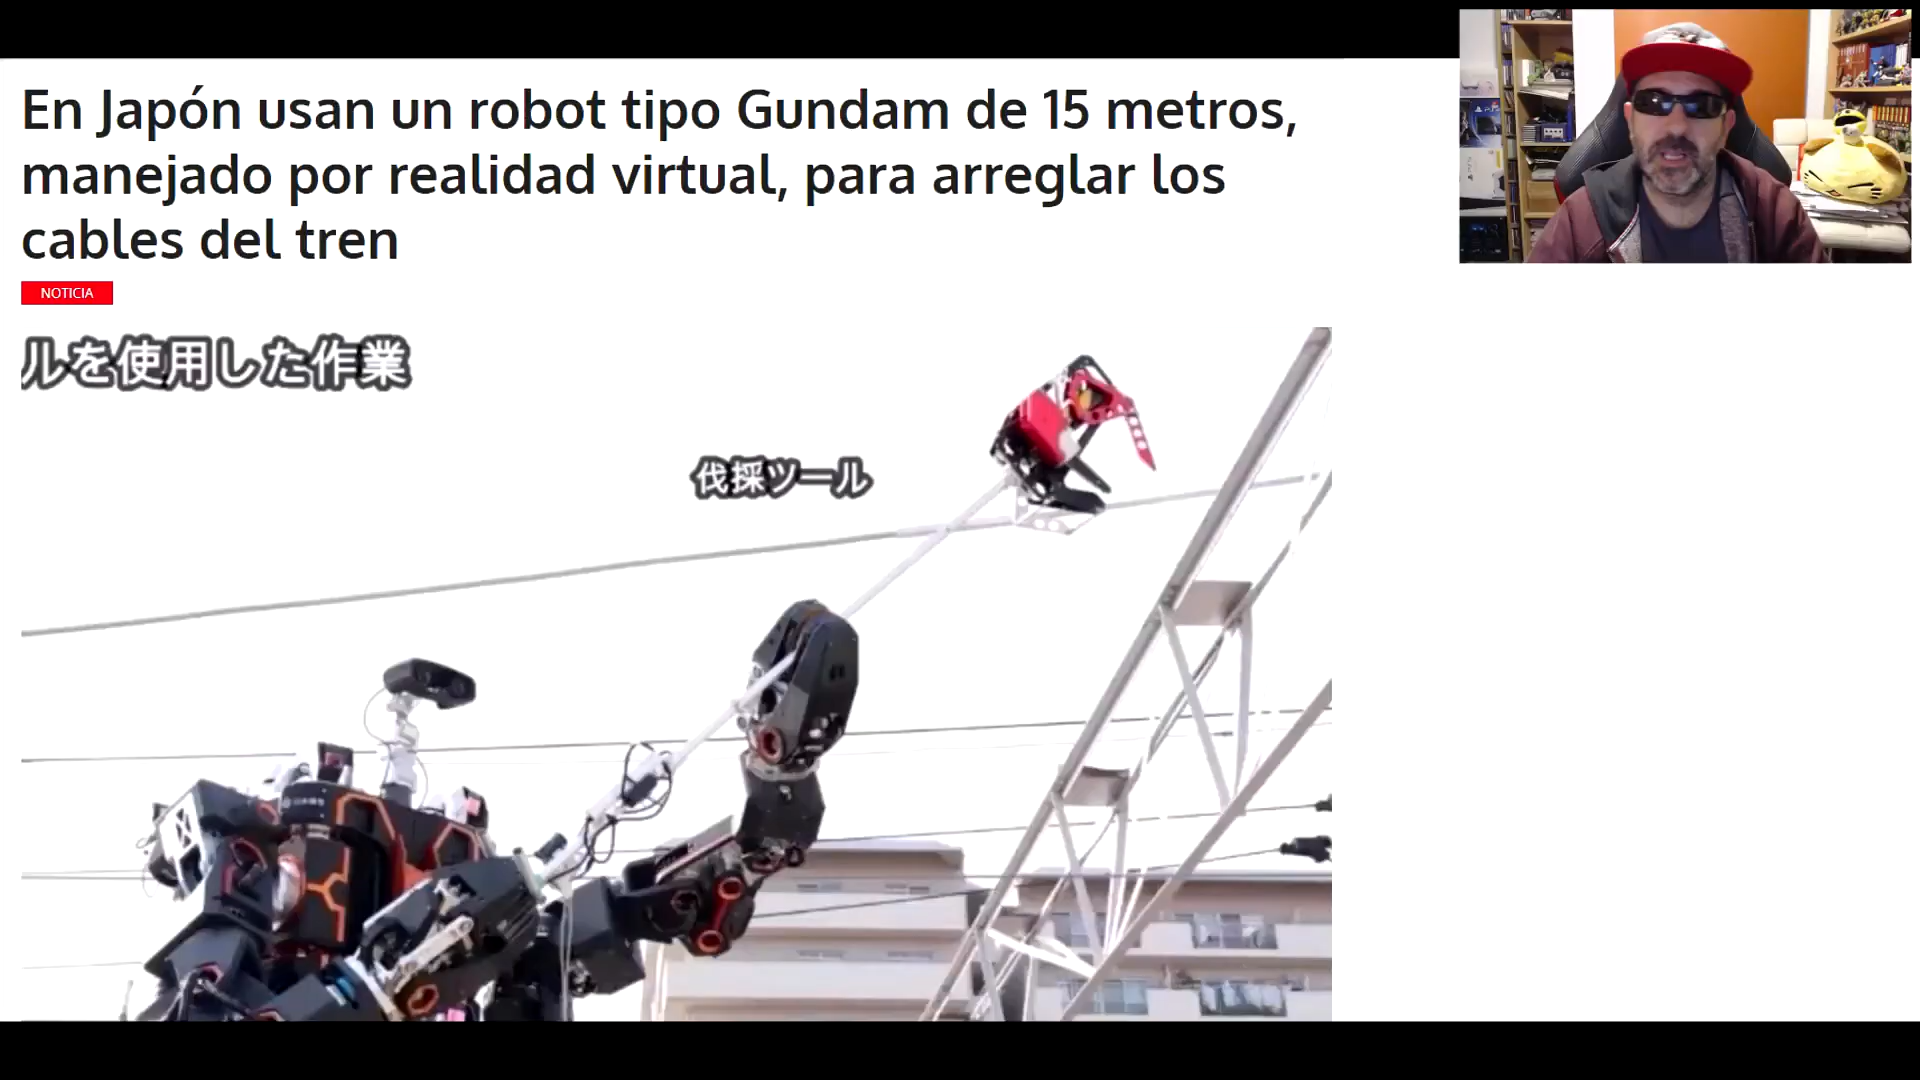 En Japón usan un robot tipo Gundam de 15 metros,
manejado por realidad virtual, para arreglar los
cables del tren
NOTICIA
ルを使用した作業
伐採ツール